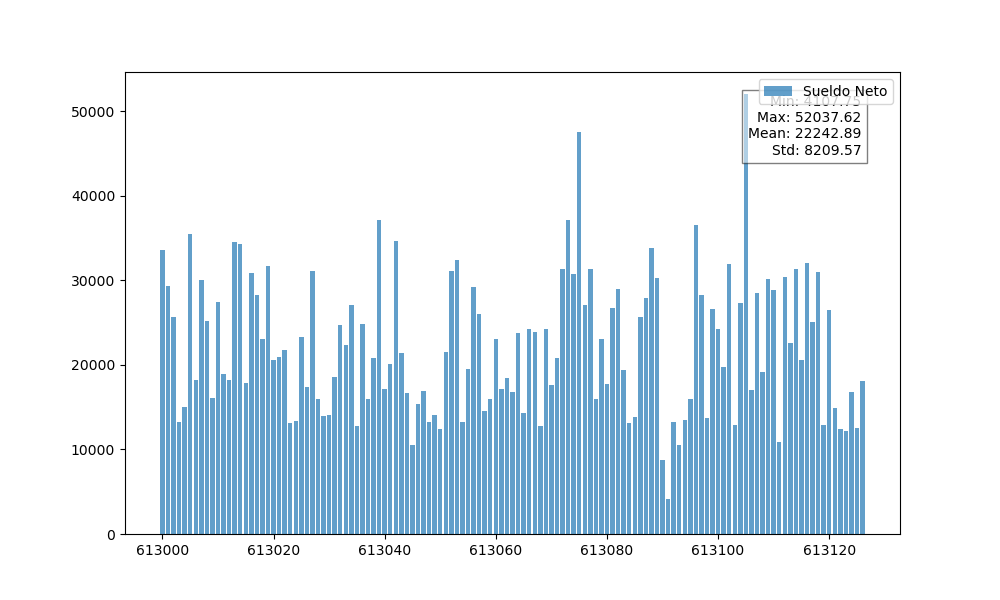 Sueldo Neto
Min: 4107.75
Max: 52037.62
Mean: 22242.89
Std: 8209.57
50000
40000
30000
20000
10000
0
613000 613020 613040 613060 613080 613100 613120